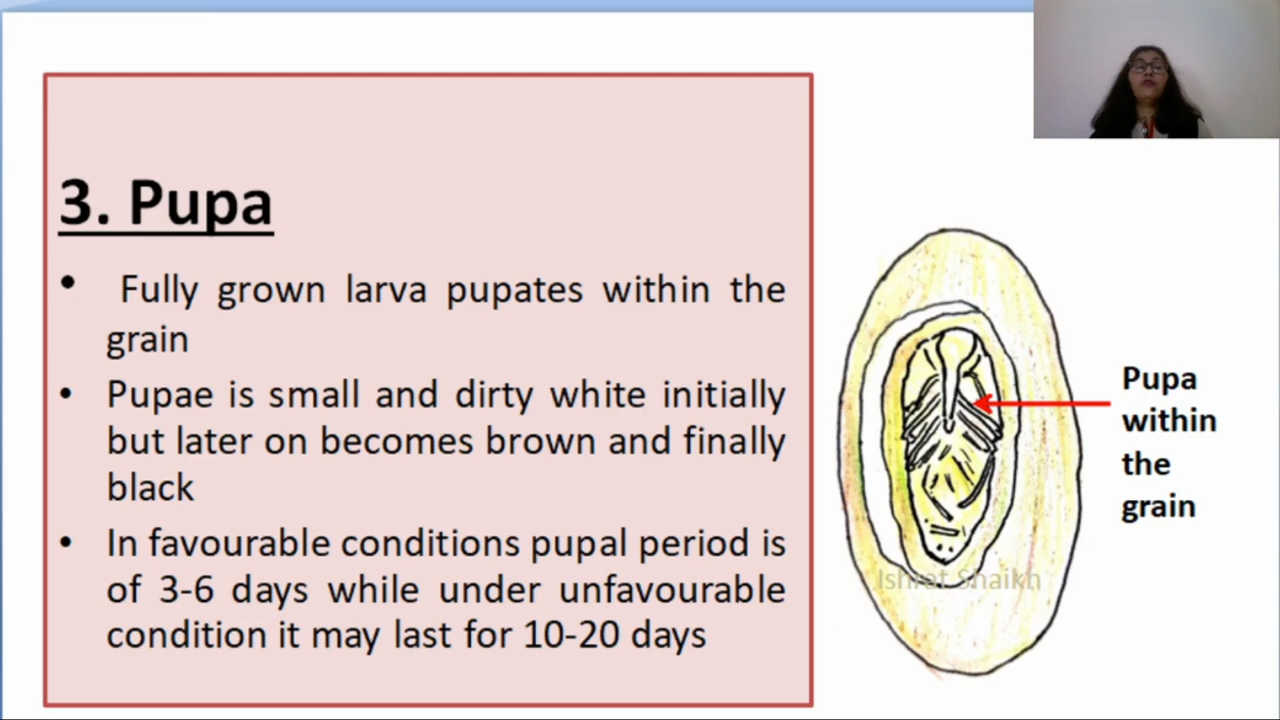 3. Pupa
• Fully grown larva pupates within the
grain
• Pupae is small and dirty white initially
but later on becomes brown and finally
black
• In favourable conditions pupal period is
of 3-6 days while under unfavourable
condition it may last for 10-20 days
Pupa
within
the
grain
Ishrat Shaikh